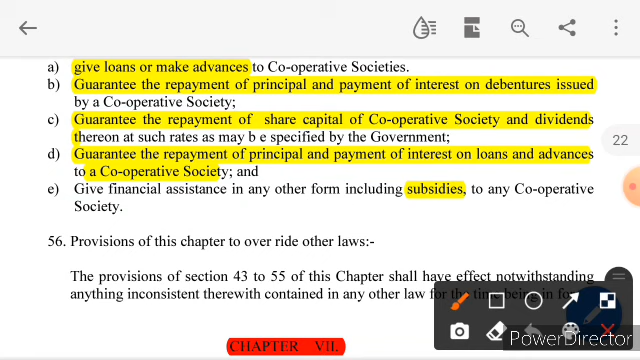 a) give loans or make advances to Co-operative Societies.
b) Guarantee the repayment of principal and payment of interest on debentures issued
by a Co-operative Society;
c) Guarantee the repayment of share capital of Co-operative Society and dividends
thereon at such rates as may b e specified by the Government;
d) Guarantee the repayment of principal and payment of interest on loans and advances
to a Co-operative Society; and
e) Give financial assistance in any other form including subsidies, to any Co-operative
Society.
22
56. Provisions of this chapter to over ride other laws:-
The provisions of section 43 to 55 of this Chapter shall have effect notwithstanding
anything inconsistent therewith contained in any other law for the time being in
CHAPTER VII.
PowerDirector